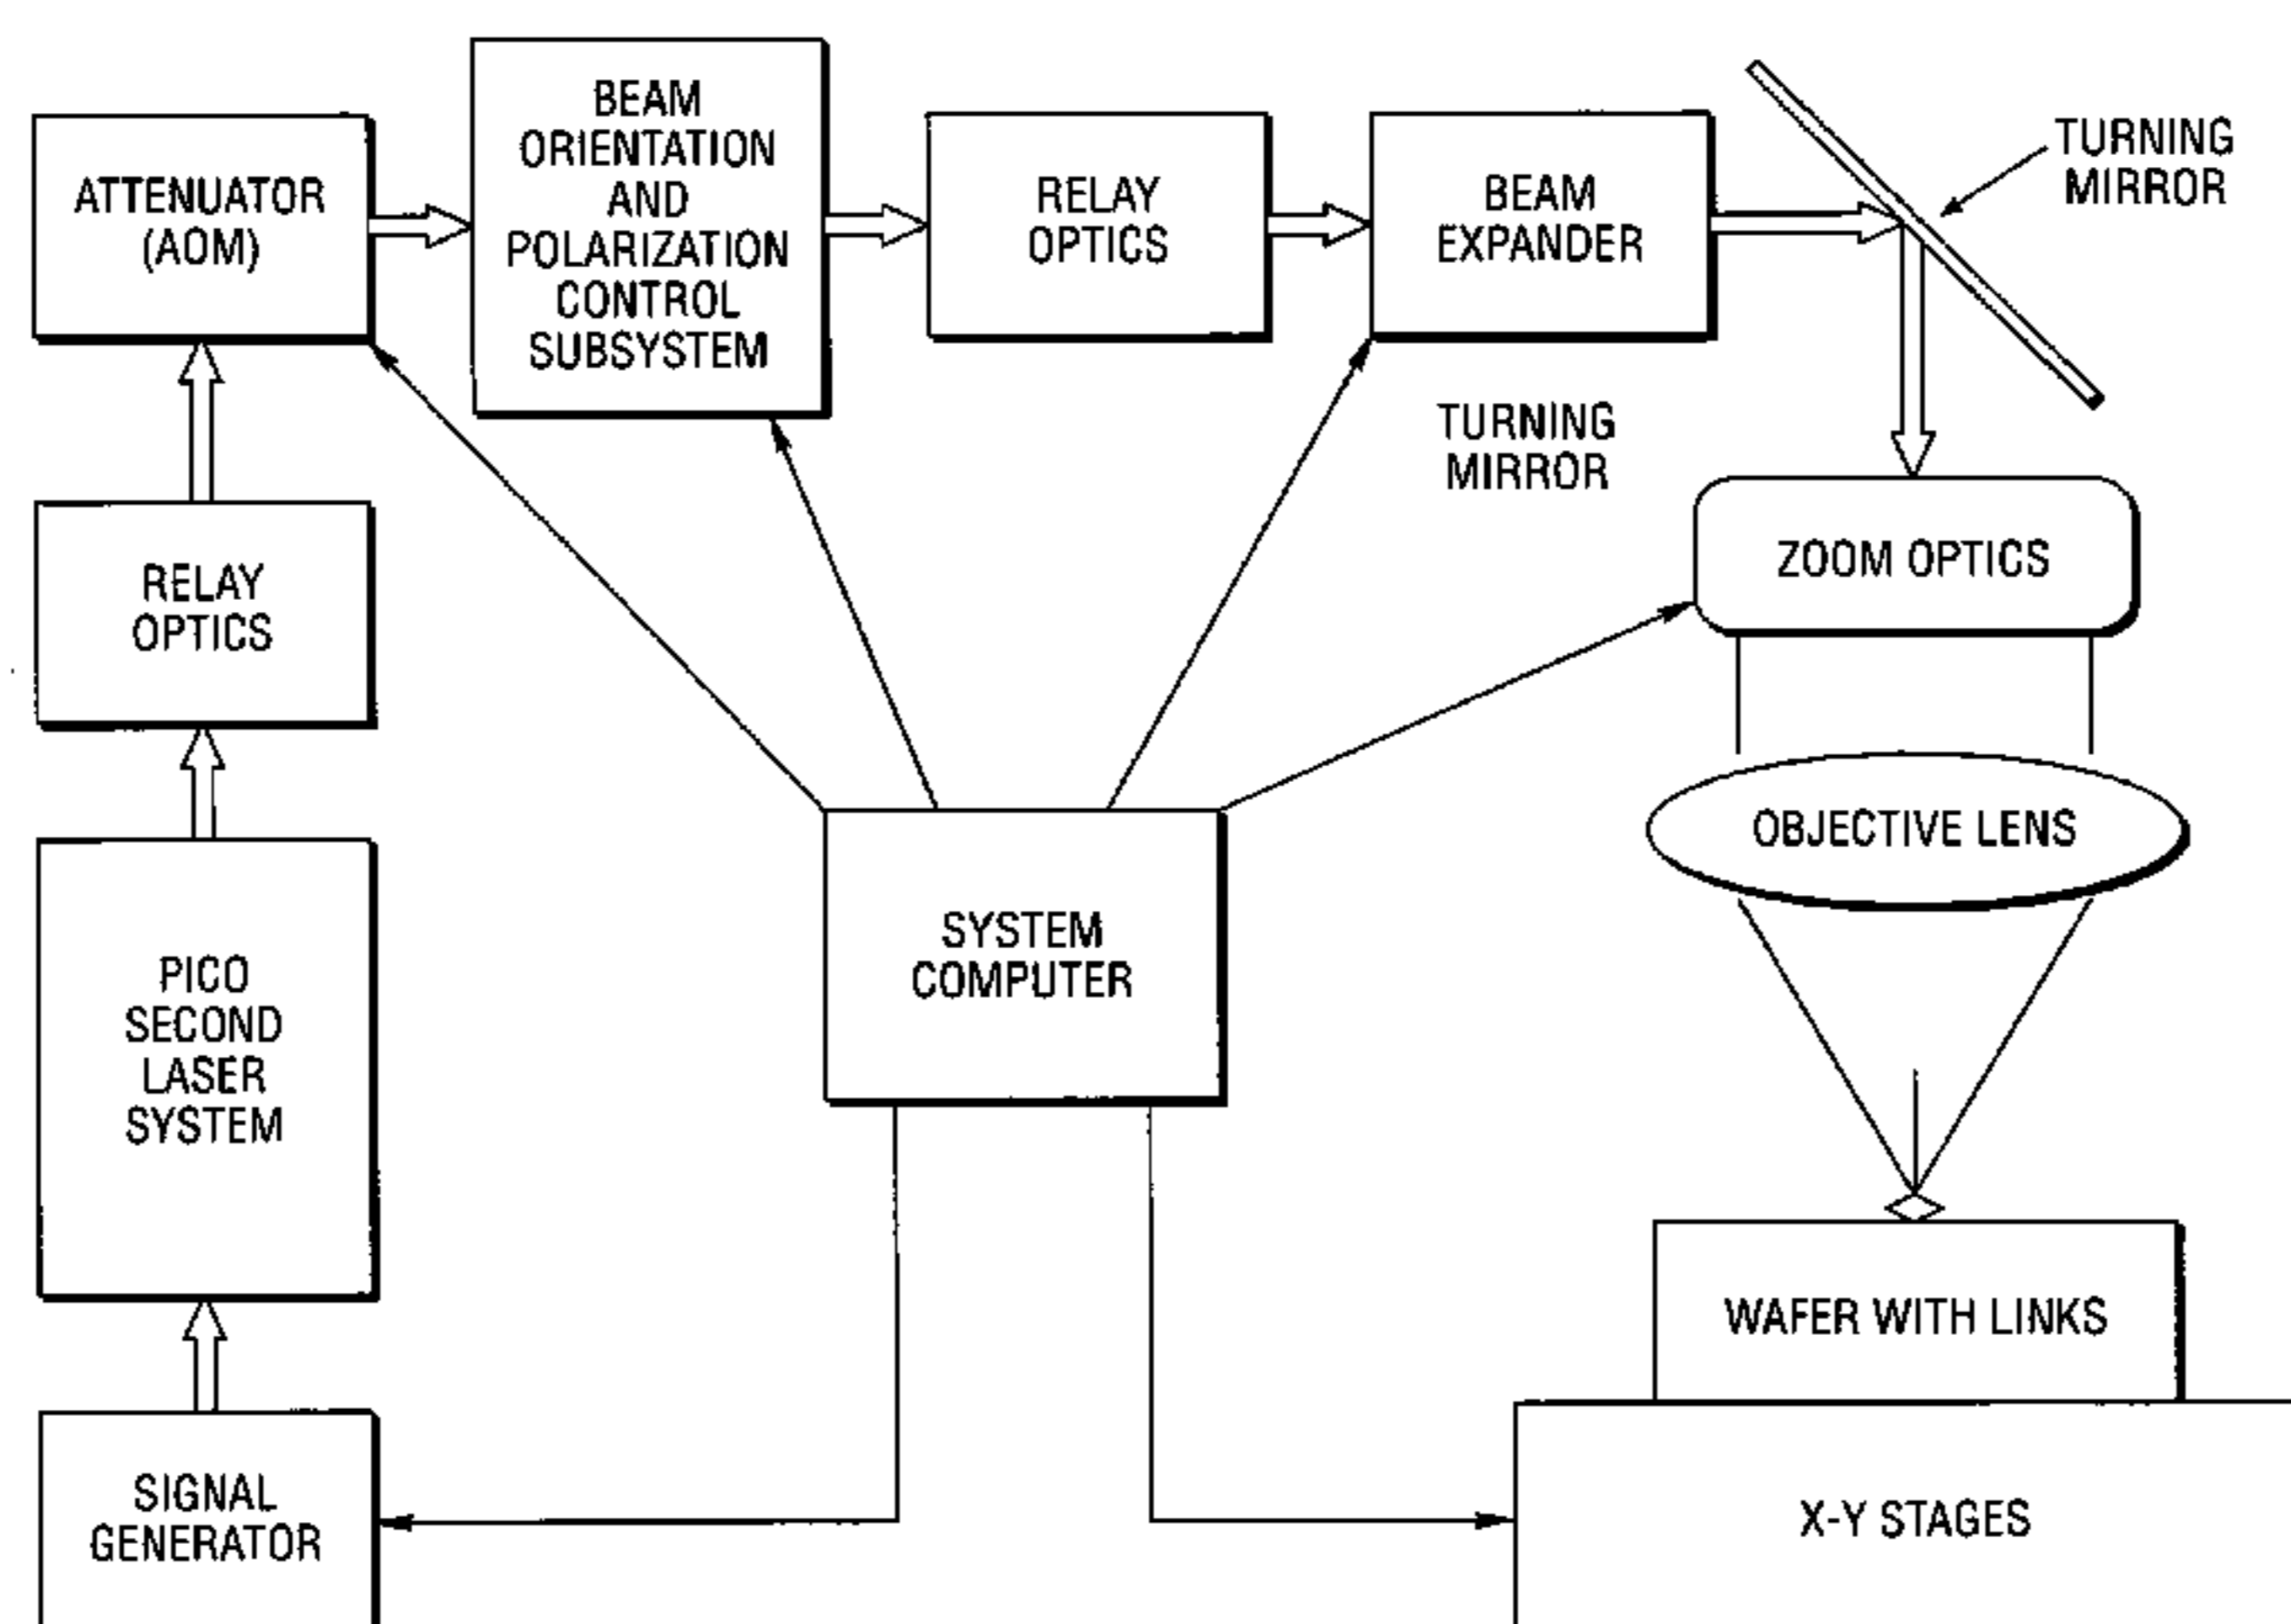 BEAM
ORIENTATION
AND
POLARIZATION
CONTROL
SUBSYSTEM
ATTENUATOR
(AOM)
RELAY
OPTICS
BEAM
EXPANDER
TURNING
MIRROR
TURNING
MIRROR
ZOOM OPTICS
RELAY
OPTICS
OBJECTIVE LENS
SYSTEM
COMPUTER
PICO
SECOND
LASER
SYSTEM
WAFER WITH LINKS
SIGNAL
GENERATOR
X-Y STAGES